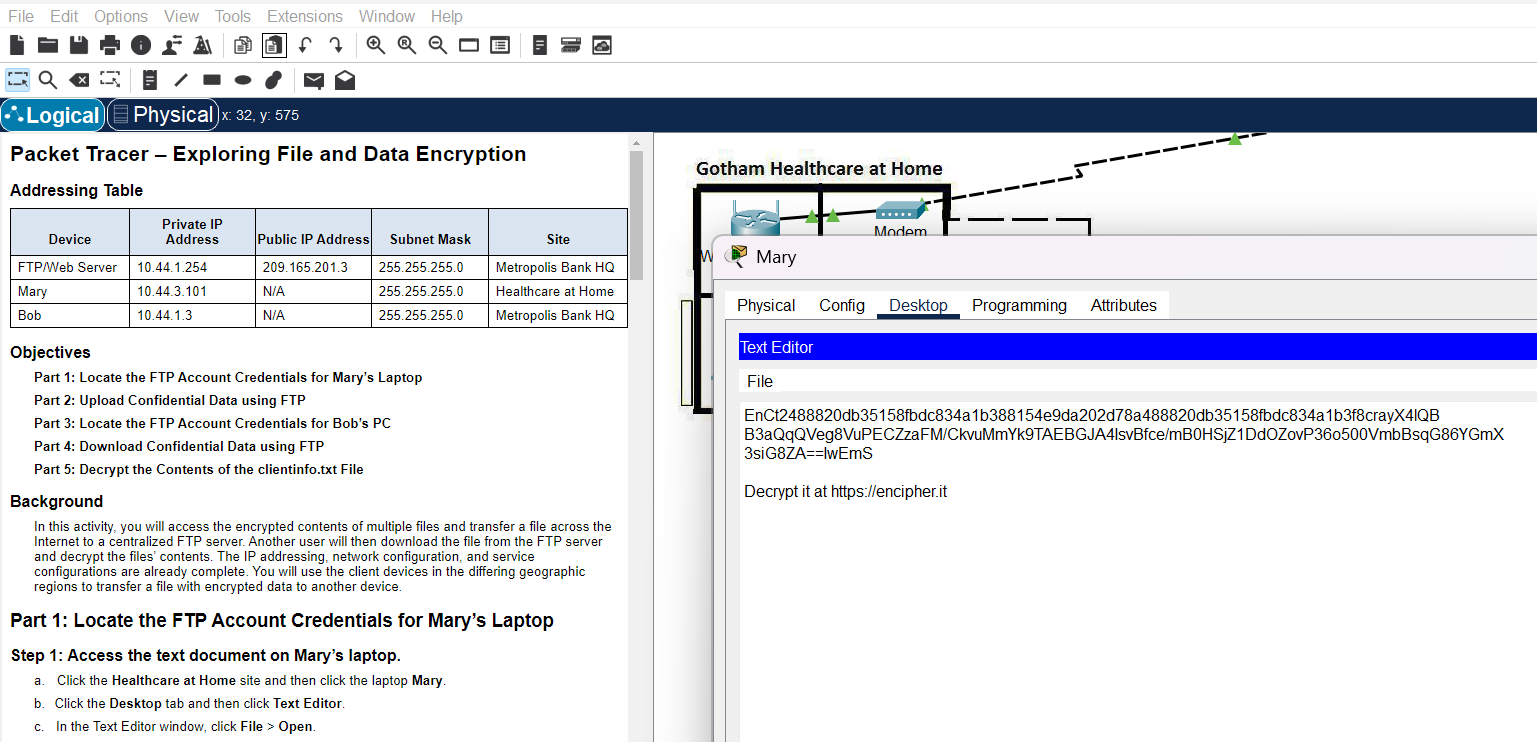 File Edit Options View Tools Extensions Window Help
Logical Physical x: 32, y: 575
Packet Tracer – Exploring File and Data Encryption
Addressing Table
Device Private IP Address Public IP Address Subnet Mask Site
FTP/Web Server 10.44.1.254 209.165.201.3 255.255.255.0 Metropolis Bank HQ
Mary 10.44.3.101 N/A 255.255.255.0 Healthcare at Home
Bob 10.44.1.3 N/A 255.255.255.0 Metropolis Bank HQ
Objectives
Part 1: Locate the FTP Account Credentials for Mary’s Laptop
Part 2: Upload Confidential Data using FTP
Part 3: Locate the FTP Account Credentials for Bob’s PC
Part 4: Download Confidential Data using FTP
Part 5: Decrypt the Contents of the clientinfo.txt File
Background
In this activity, you will access the encrypted contents of multiple files and transfer a file across the
Internet to a centralized FTP server. Another user will then download the file from the FTP server
and decrypt the files’ contents. The IP addressing, network configuration, and service
configurations are already complete. You will use the client devices in the differing geographic
regions to transfer a file with encrypted data to another device.
Part 1: Locate the FTP Account Credentials for Mary’s Laptop
Step 1: Access the text document on Mary’s laptop.
a. Click the Healthcare at Home site and then click the laptop Mary.
b. Click the Desktop tab and then click Text Editor.
c. In the Text Editor window, click File > Open.
Gotham Healthcare at Home
Modem
W
Mary
Physical Config Desktop Programming Attributes
Text Editor
File
EnCt2488820db35158fbdc834a1b388154e9da202d78a488820db35158fbdc834a1b3f8crayX4lQB
B3aQqQVeg8VuPECZzaFM/CkvuMmYk9TAEBGJA4lsvBfce/mB0HSjZ1DdOZovP36o500VmbBsqG86YGmX
3siG8ZA==lwEmS
Decrypt it at https://encipher.it